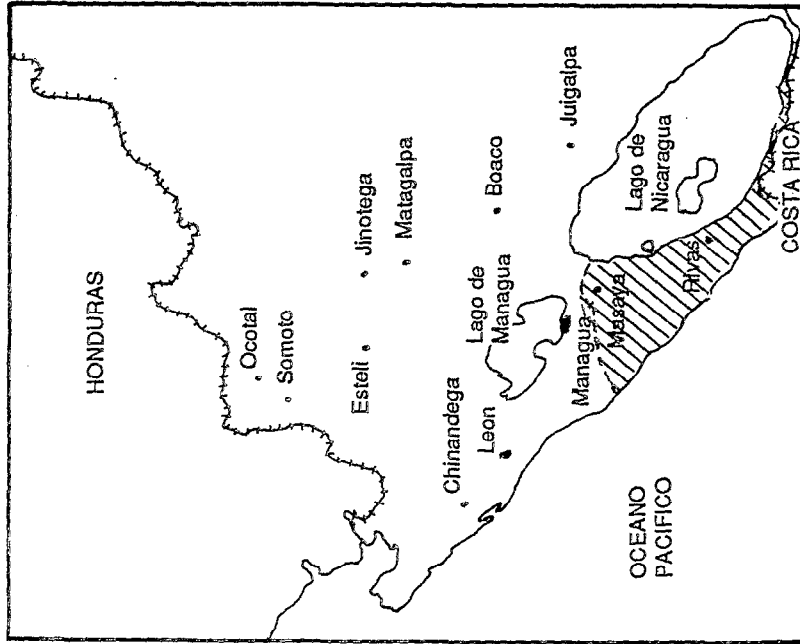 HONDURAS
Ocotal
Somoto
Esteli
Jinotega
Matagalpa
Chinandega
Leon
Lago de
Managua
Boaco
Juigalpa
Managua
Masaya
Rivas
Lago de
Nicaragua
OCEANO
PACIFICO
COSTA RICA